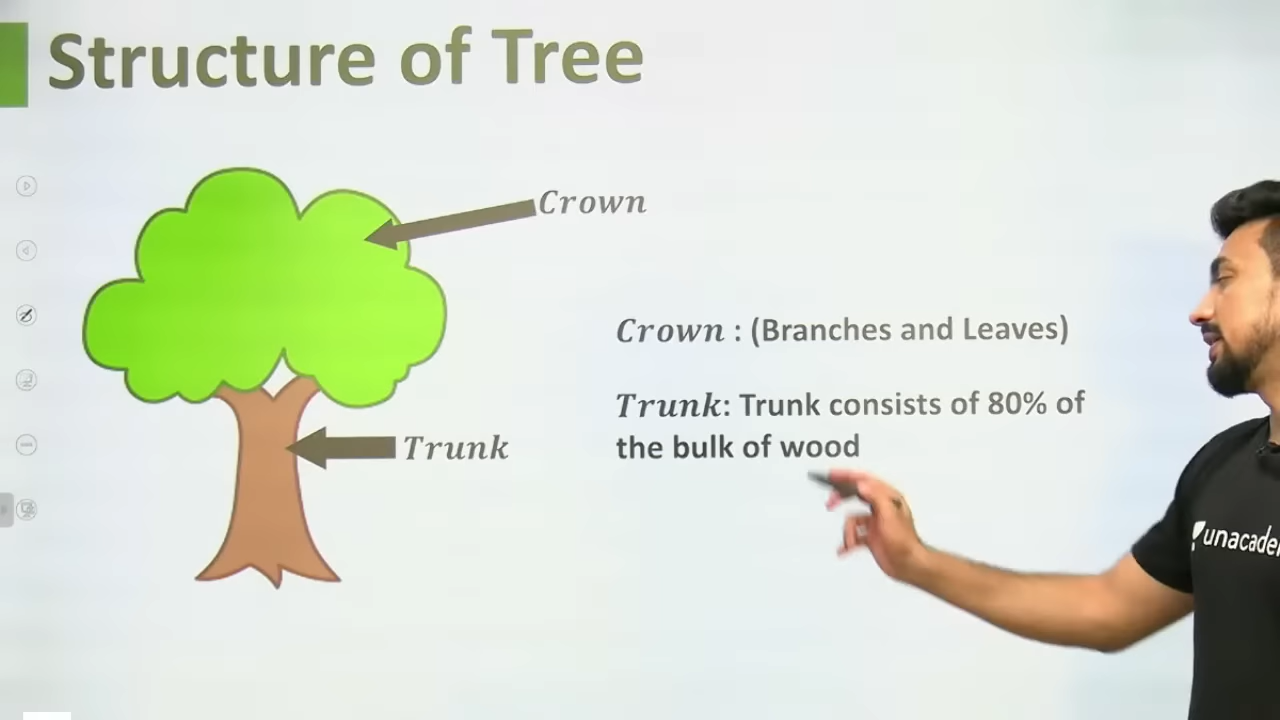 Structure of Tree
Crown
Crown : (Branches and Leaves)
Trunk: Trunk consists of 80% of
the bulk of wood
Trunk
unacade